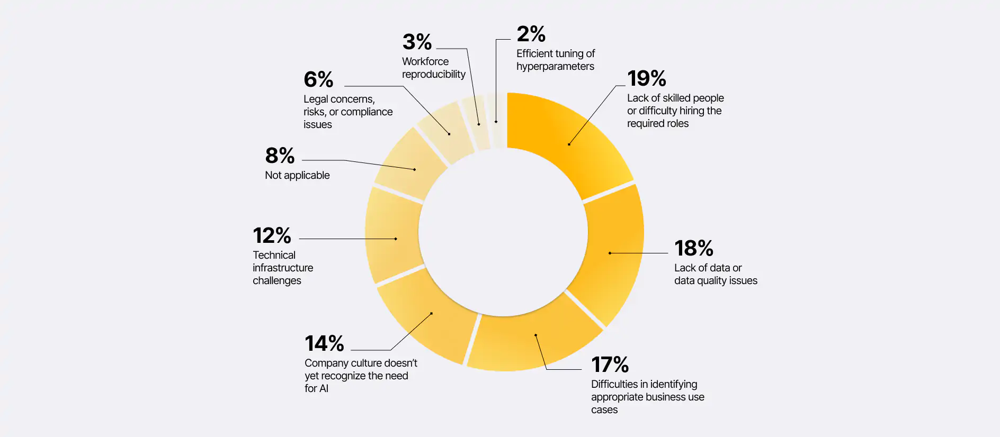 2%
Efficient tuning of
hyperparameters
19%
Lack of skilled people
or difficulty hiring the
required roles
18%
Lack of data or
data quality issues
17%
Difficulties in identifying
appropriate business use
cases
14%
Company culture doesn’t
yet recognize the need
for AI
12%
Technical
infrastructure
challenges
8%
Not applicable
6%
Legal concerns,
risks, or compliance
issues
3%
Workforce
reproducibility